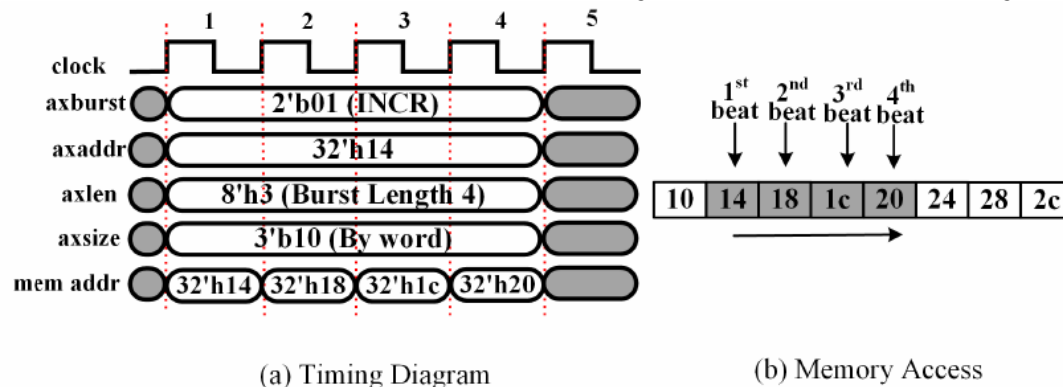 1 2 3 4 5
clock
axburst 2'b01 (INCR)
axaddr 32'h14
axlen 8'h3 (Burst Length 4)
axsize 3'b10 (By word)
mem addr 32'h14 32'h18 32'h1c 32'h20
(a) Timing Diagram
1st beat 2nd beat 3rd beat 4th beat
10 14 18 1c 20 24 28 2c
(b) Memory Access